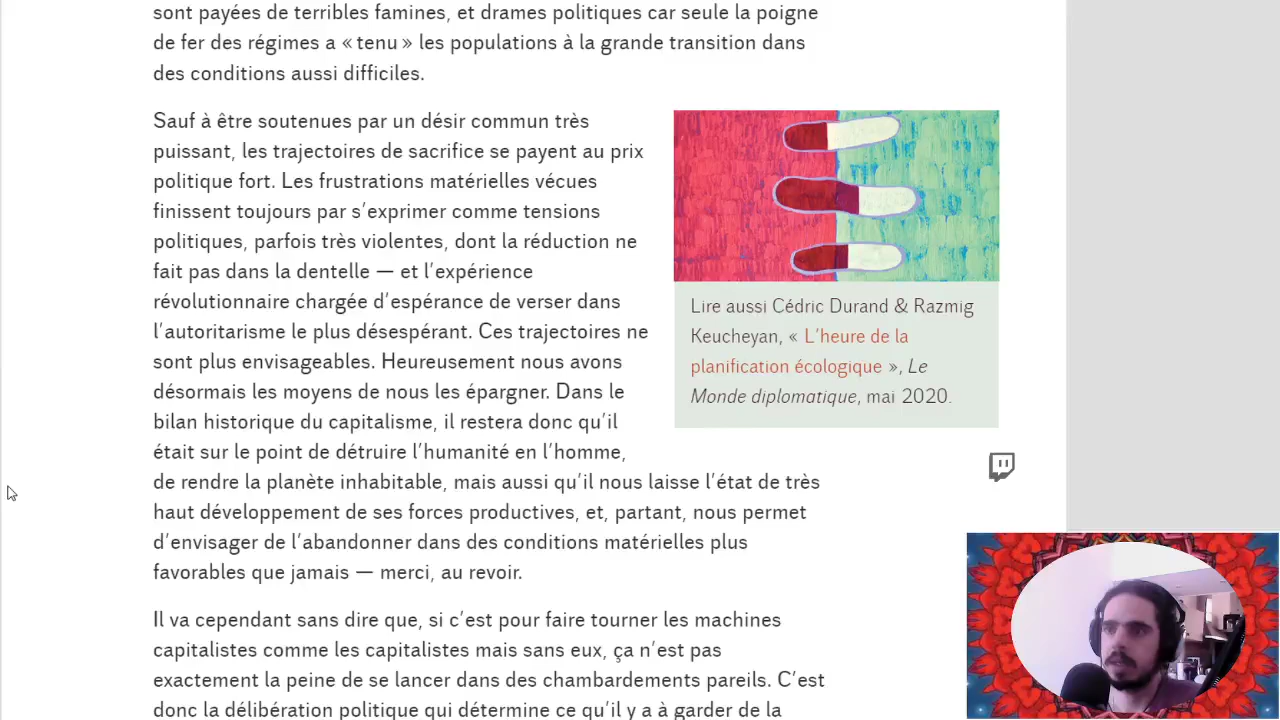 sont payées de terribles famines, et drames politiques car seule la poigne
de fer des régimes a « tenu » les populations à la grande transition dans
des conditions aussi difficiles.
Sauf à être soutenues par un désir commun très
puissant, les trajectoires de sacrifice se payent au prix
politique fort. Les frustrations matérielles vécues
finissent toujours par s’exprimer comme tensions
politiques, parfois très violentes, dont la réduction ne
fait pas dans la dentelle — et l’expérience
révolutionnaire chargée d’espérance de verser dans
l’autoritarisme le plus désespérant. Ces trajectoires ne
sont plus envisageables. Heureusement nous avons
désormais les moyens de nous les épargner. Dans le
bilan historique du capitalisme, il restera donc qu’il
était sur le point de détruire l’humanité en l’homme,
de rendre la planète inhabitable, mais aussi qu’il nous laisse l’état de très
haut développement de ses forces productives, et, partant, nous permet
d’envisager de l’abandonner dans des conditions matérielles plus
favorables que jamais — merci, au revoir.
Il va cependant sans dire que, si c’est pour faire tourner les machines
capitalistes comme les capitalistes mais sans eux, ça n’est pas
exactement la peine de se lancer dans des chambardements pareils. C’est
donc la délibération politique qui détermine ce qu’il y a à garder de la
Lire aussi Cédric Durand & Razmig
Keucheyan, « L’heure de la
planification écologique », Le
Monde diplomatique, mai 2020.